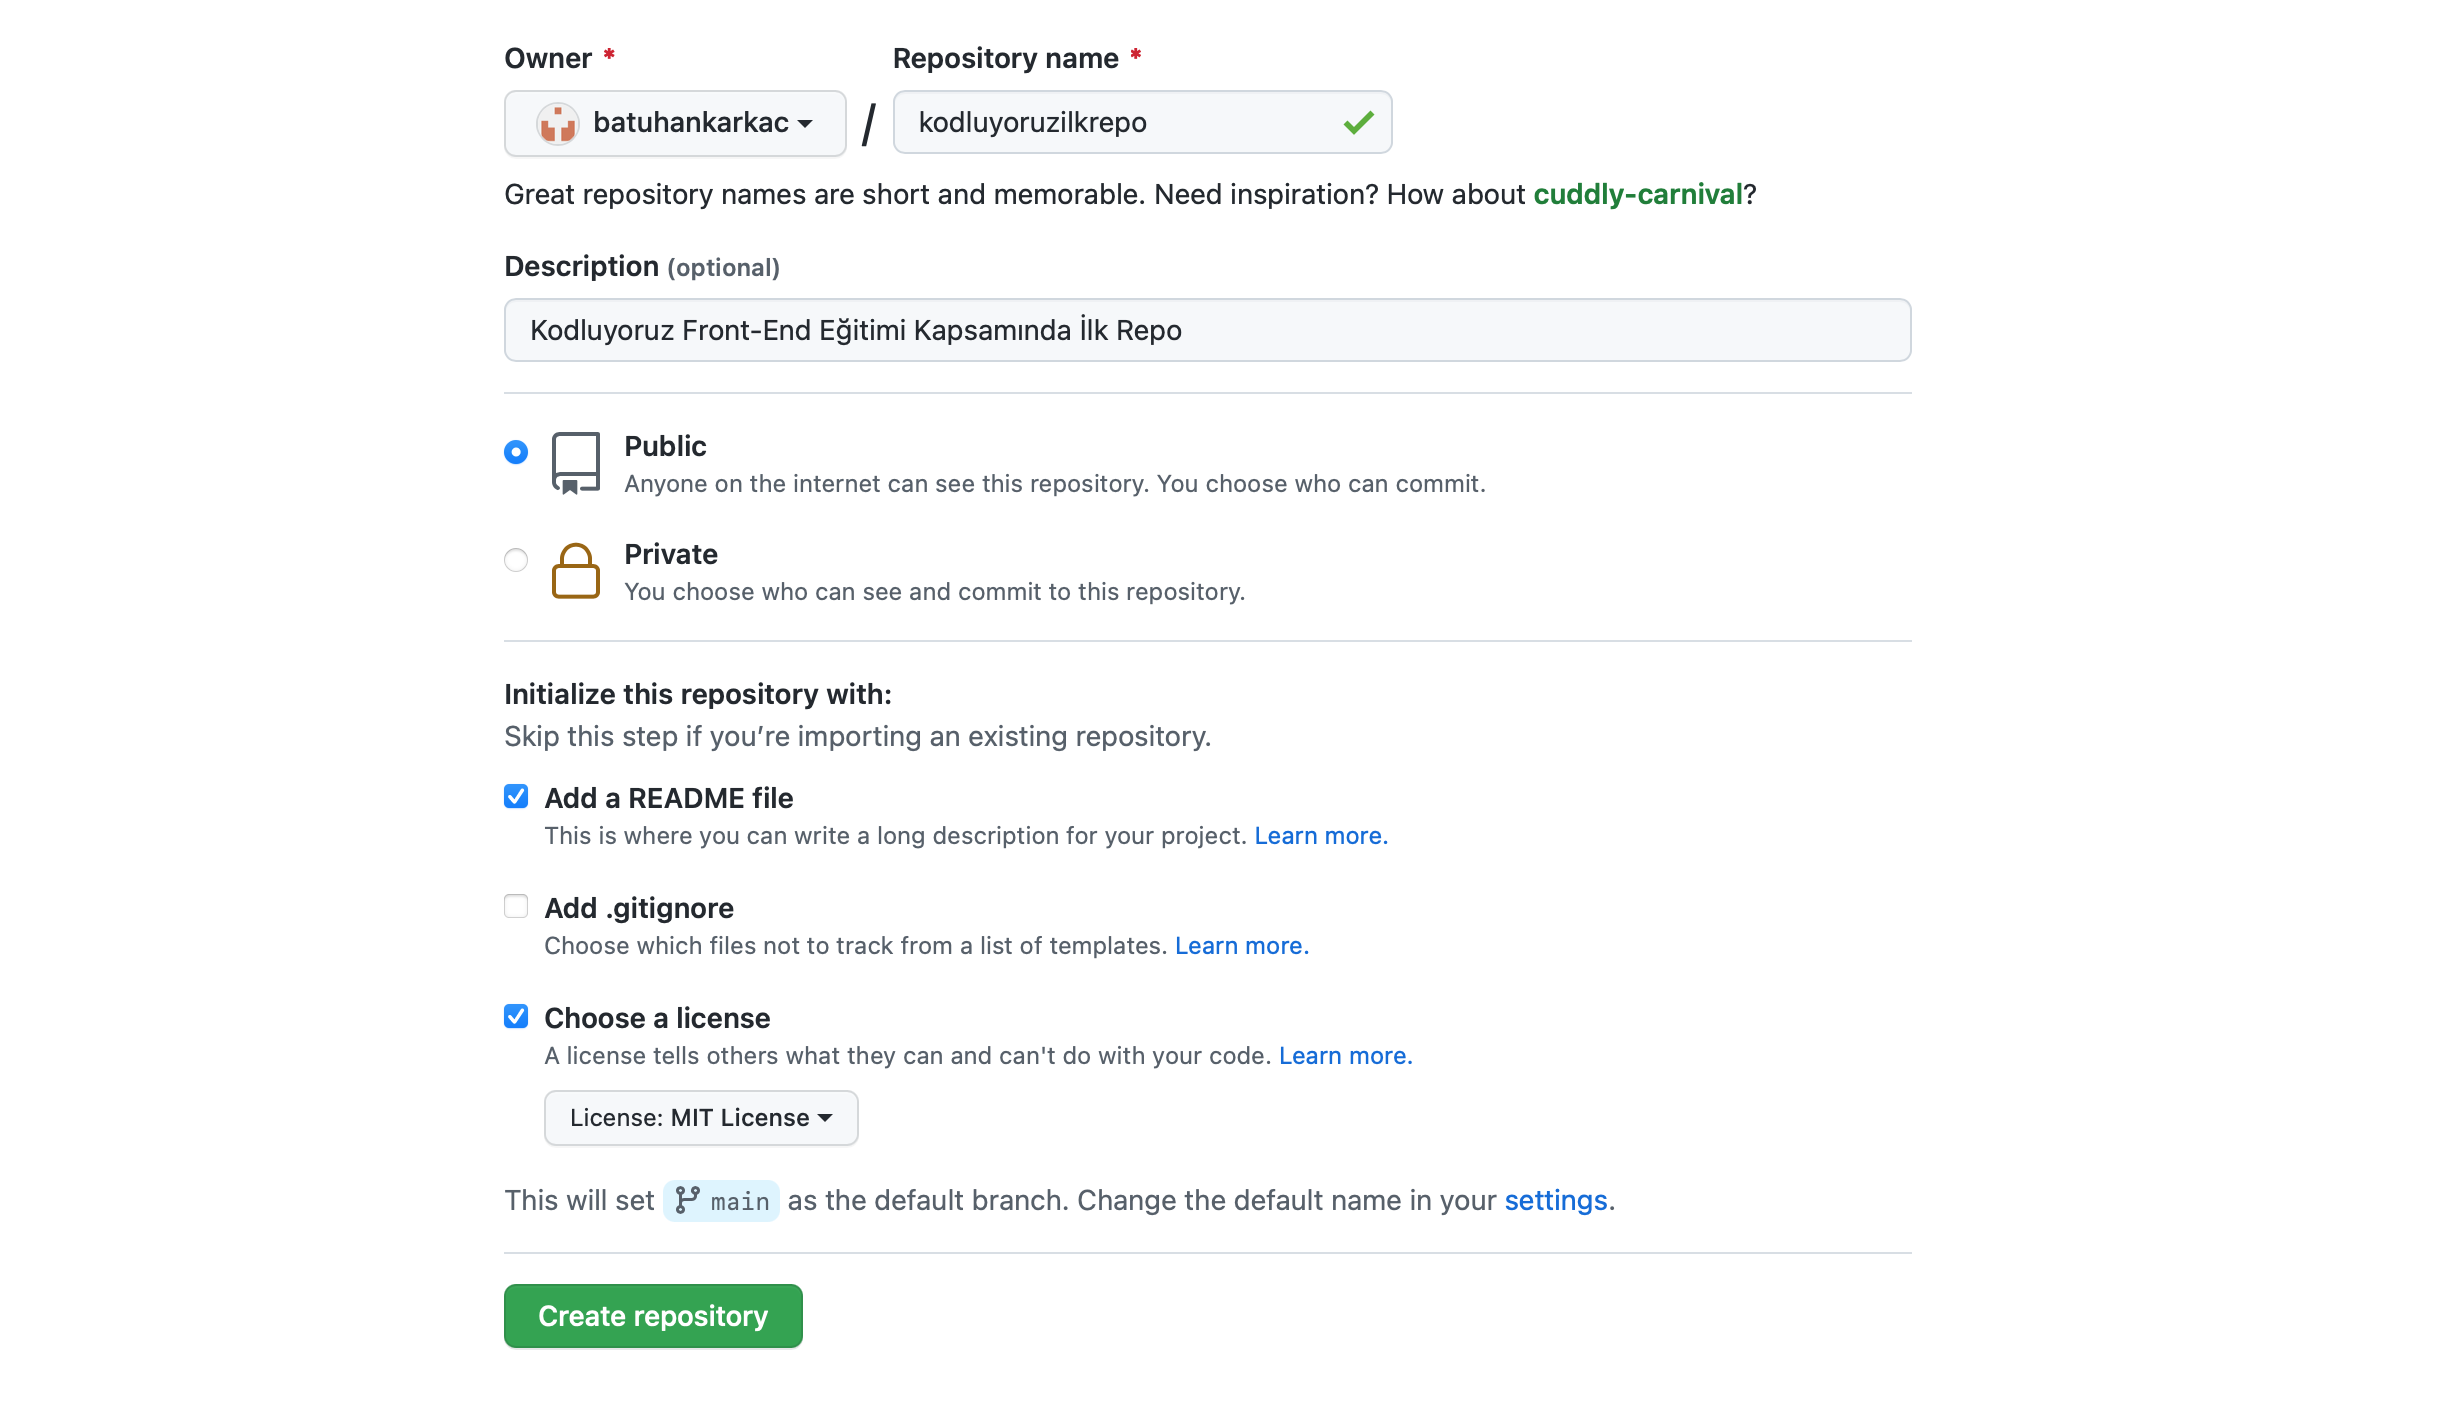 Owner * Repository name *
batuhankarkac / kodluyoruzilkrepo
Great repository names are short and memorable. Need inspiration? How about cuddly-carnival?
Description (optional)
Kodluyoruz Front-End Eğitimi Kapsamında İlk Repo
Public
Anyone on the internet can see this repository. You choose who can commit.
Private
You choose who can see and commit to this repository.
Initialize this repository with:
Skip this step if you’re importing an existing repository.
Add a README file
This is where you can write a long description for your project. Learn more.
Add .gitignore
Choose which files not to track from a list of templates. Learn more.
Choose a license
A license tells others what they can and can't do with your code. Learn more.
License: MIT License
This will set main as the default branch. Change the default name in your settings.
Create repository